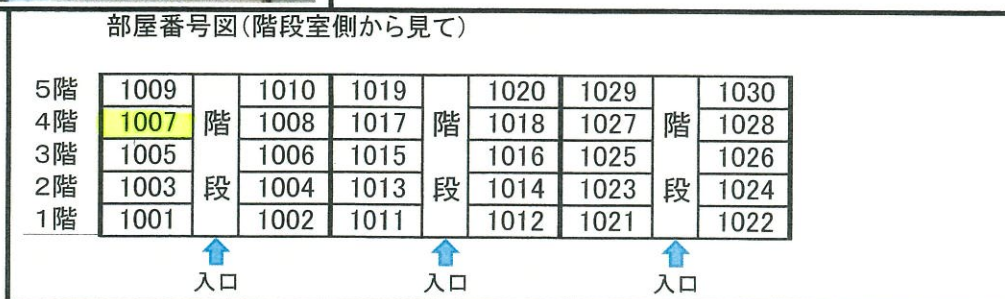 部屋番号図(階段室側から見て)
5階 1009 1010 1019 1020 1029 1030
4階 1007 階 1008 1017 階 1018 1027 階 1028
3階 1005 1006 1015 1016 1025 1026
2階 1003 段 1004 1013 段 1014 1023 段 1024
1階 1001 1002 1011 1012 1021 1022
入口 入口 入口